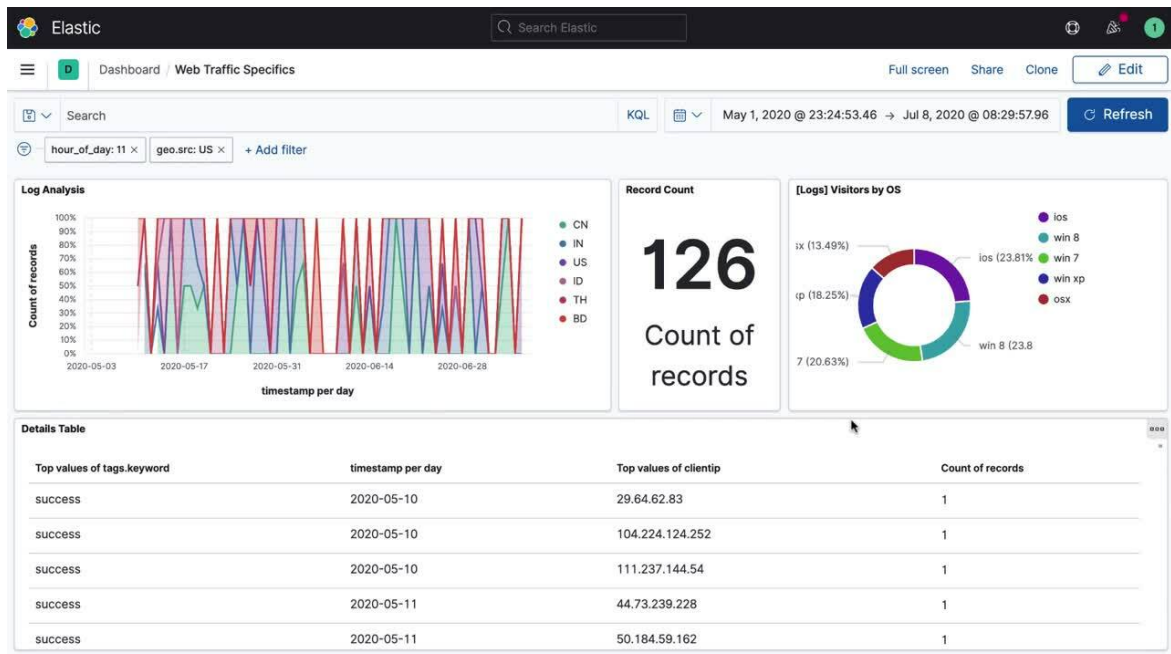 Elastic
Search Elastic
1
D
Dashboard / Web Traffic Specifics
Full screen
Share
Clone
Edit
Search
KQL
May 1, 2020 @ 23:24:53.46 → Jul 8, 2020 @ 08:29:57.96
Refresh
hour_of_day: 11 ×
geo.src: US ×
+ Add filter
Log Analysis
100%
90%
80%
70%
60%
50%
40%
30%
20%
10%
0%
Count of records
2020-05-03 2020-05-17 2020-05-31 2020-06-14 2020-06-28
timestamp per day
CN
IN
US
ID
TH
BD
Record Count
126
Count of
records
[Logs] Visitors by OS
ix (13.49%)
ios (23.81%
(p (18.25%)
win 8 (23.8
7 (20.63%)
ios
win 8
win 7
win xp
osx
Details Table
Top values of tags.keyword timestamp per day Top values of clientip Count of records
success 2020-05-10 29.64.62.83 1
success 2020-05-10 104.224.124.252 1
success 2020-05-10 111.237.144.54 1
success 2020-05-11 44.73.239.228 1
success 2020-05-11 50.184.59.162 1